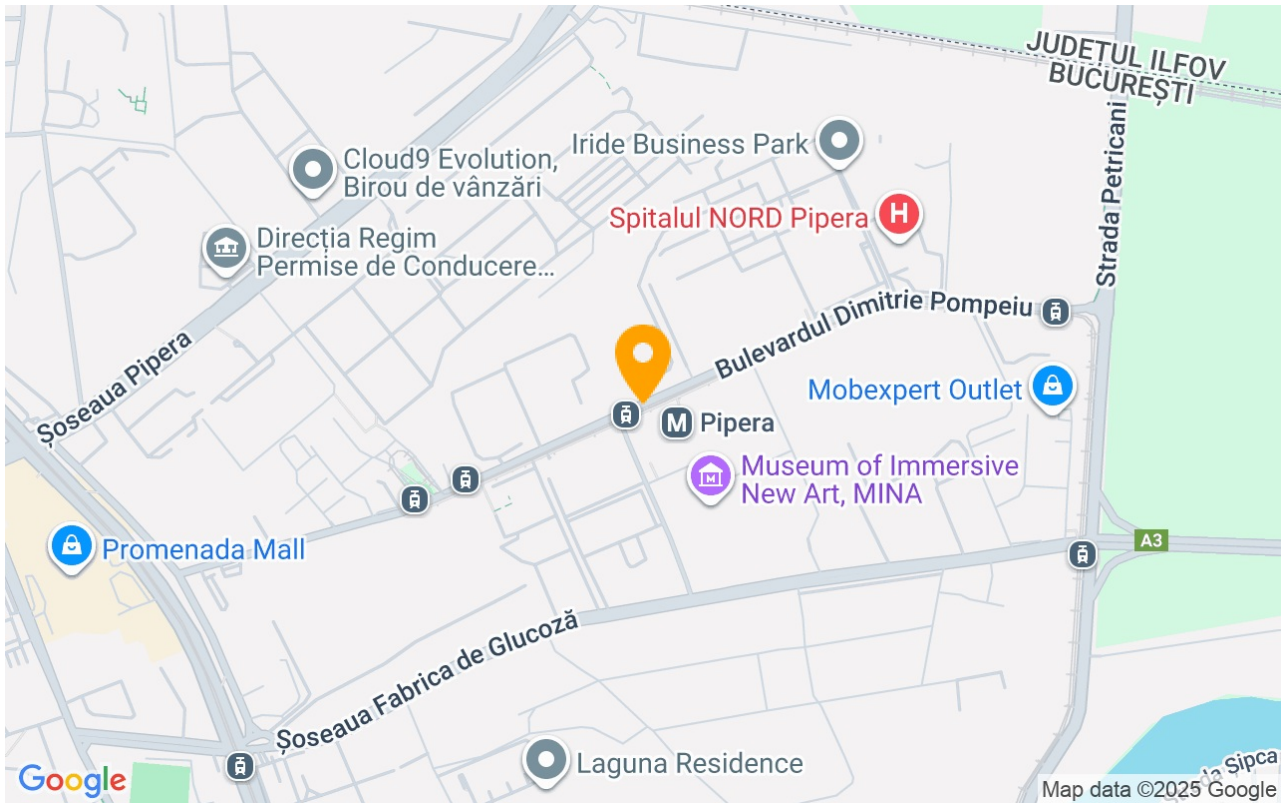 JUDEȚUL ILFOV
BUCUREȘTI
Iride Business Park
Cloud9 Evolution,
Birou de vânzări
Strada Petricani
Spitalul NORD Pipera
H
Direcția Regim
Permise de Conducere...
Bulevardul Dimitrie Pompeiu
Șoseaua Pipera
Mobexpert Outlet
M
Pipera
Museum of Immersive
New Art, MINA
M
Promenada Mall
A3
Șoseaua Fabrica de Glucoză
Laguna Residence
Șipca
Google
Map data ©2025 Google